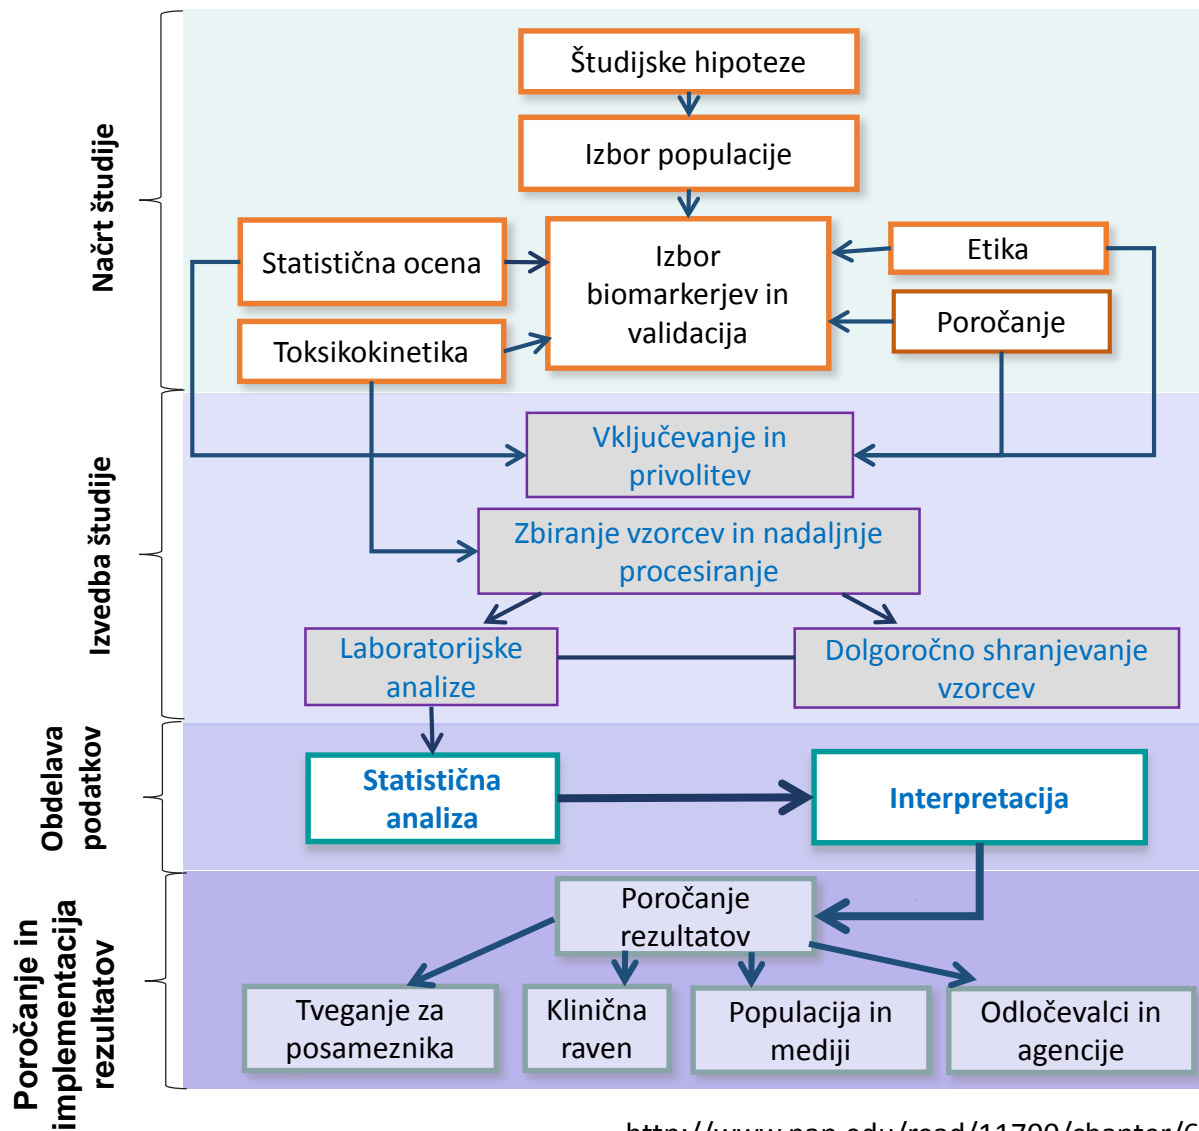 Načrt študije
Študijske hipoteze
Izbor populacije
Statistična ocena
Izbor
biomarkerjev in
validacija
Etika
Toksikokinetika
Poročanje
Izvedba študije
Vključevanje in
privolitev
Zbiranje vzorcev in nadaljnje
procesiranje
Laboratorijske
analize
Dolgoročno shranjevanje
vzorcev
Obdelava
podatkov
Statistična
analiza
Interpretacija
Poročanje in
implementacija
rezultatov
Poročanje
rezultatov
Tveganje za
posameznika
Klinična
raven
Populacija in
mediji
Odločevalci in
agencije